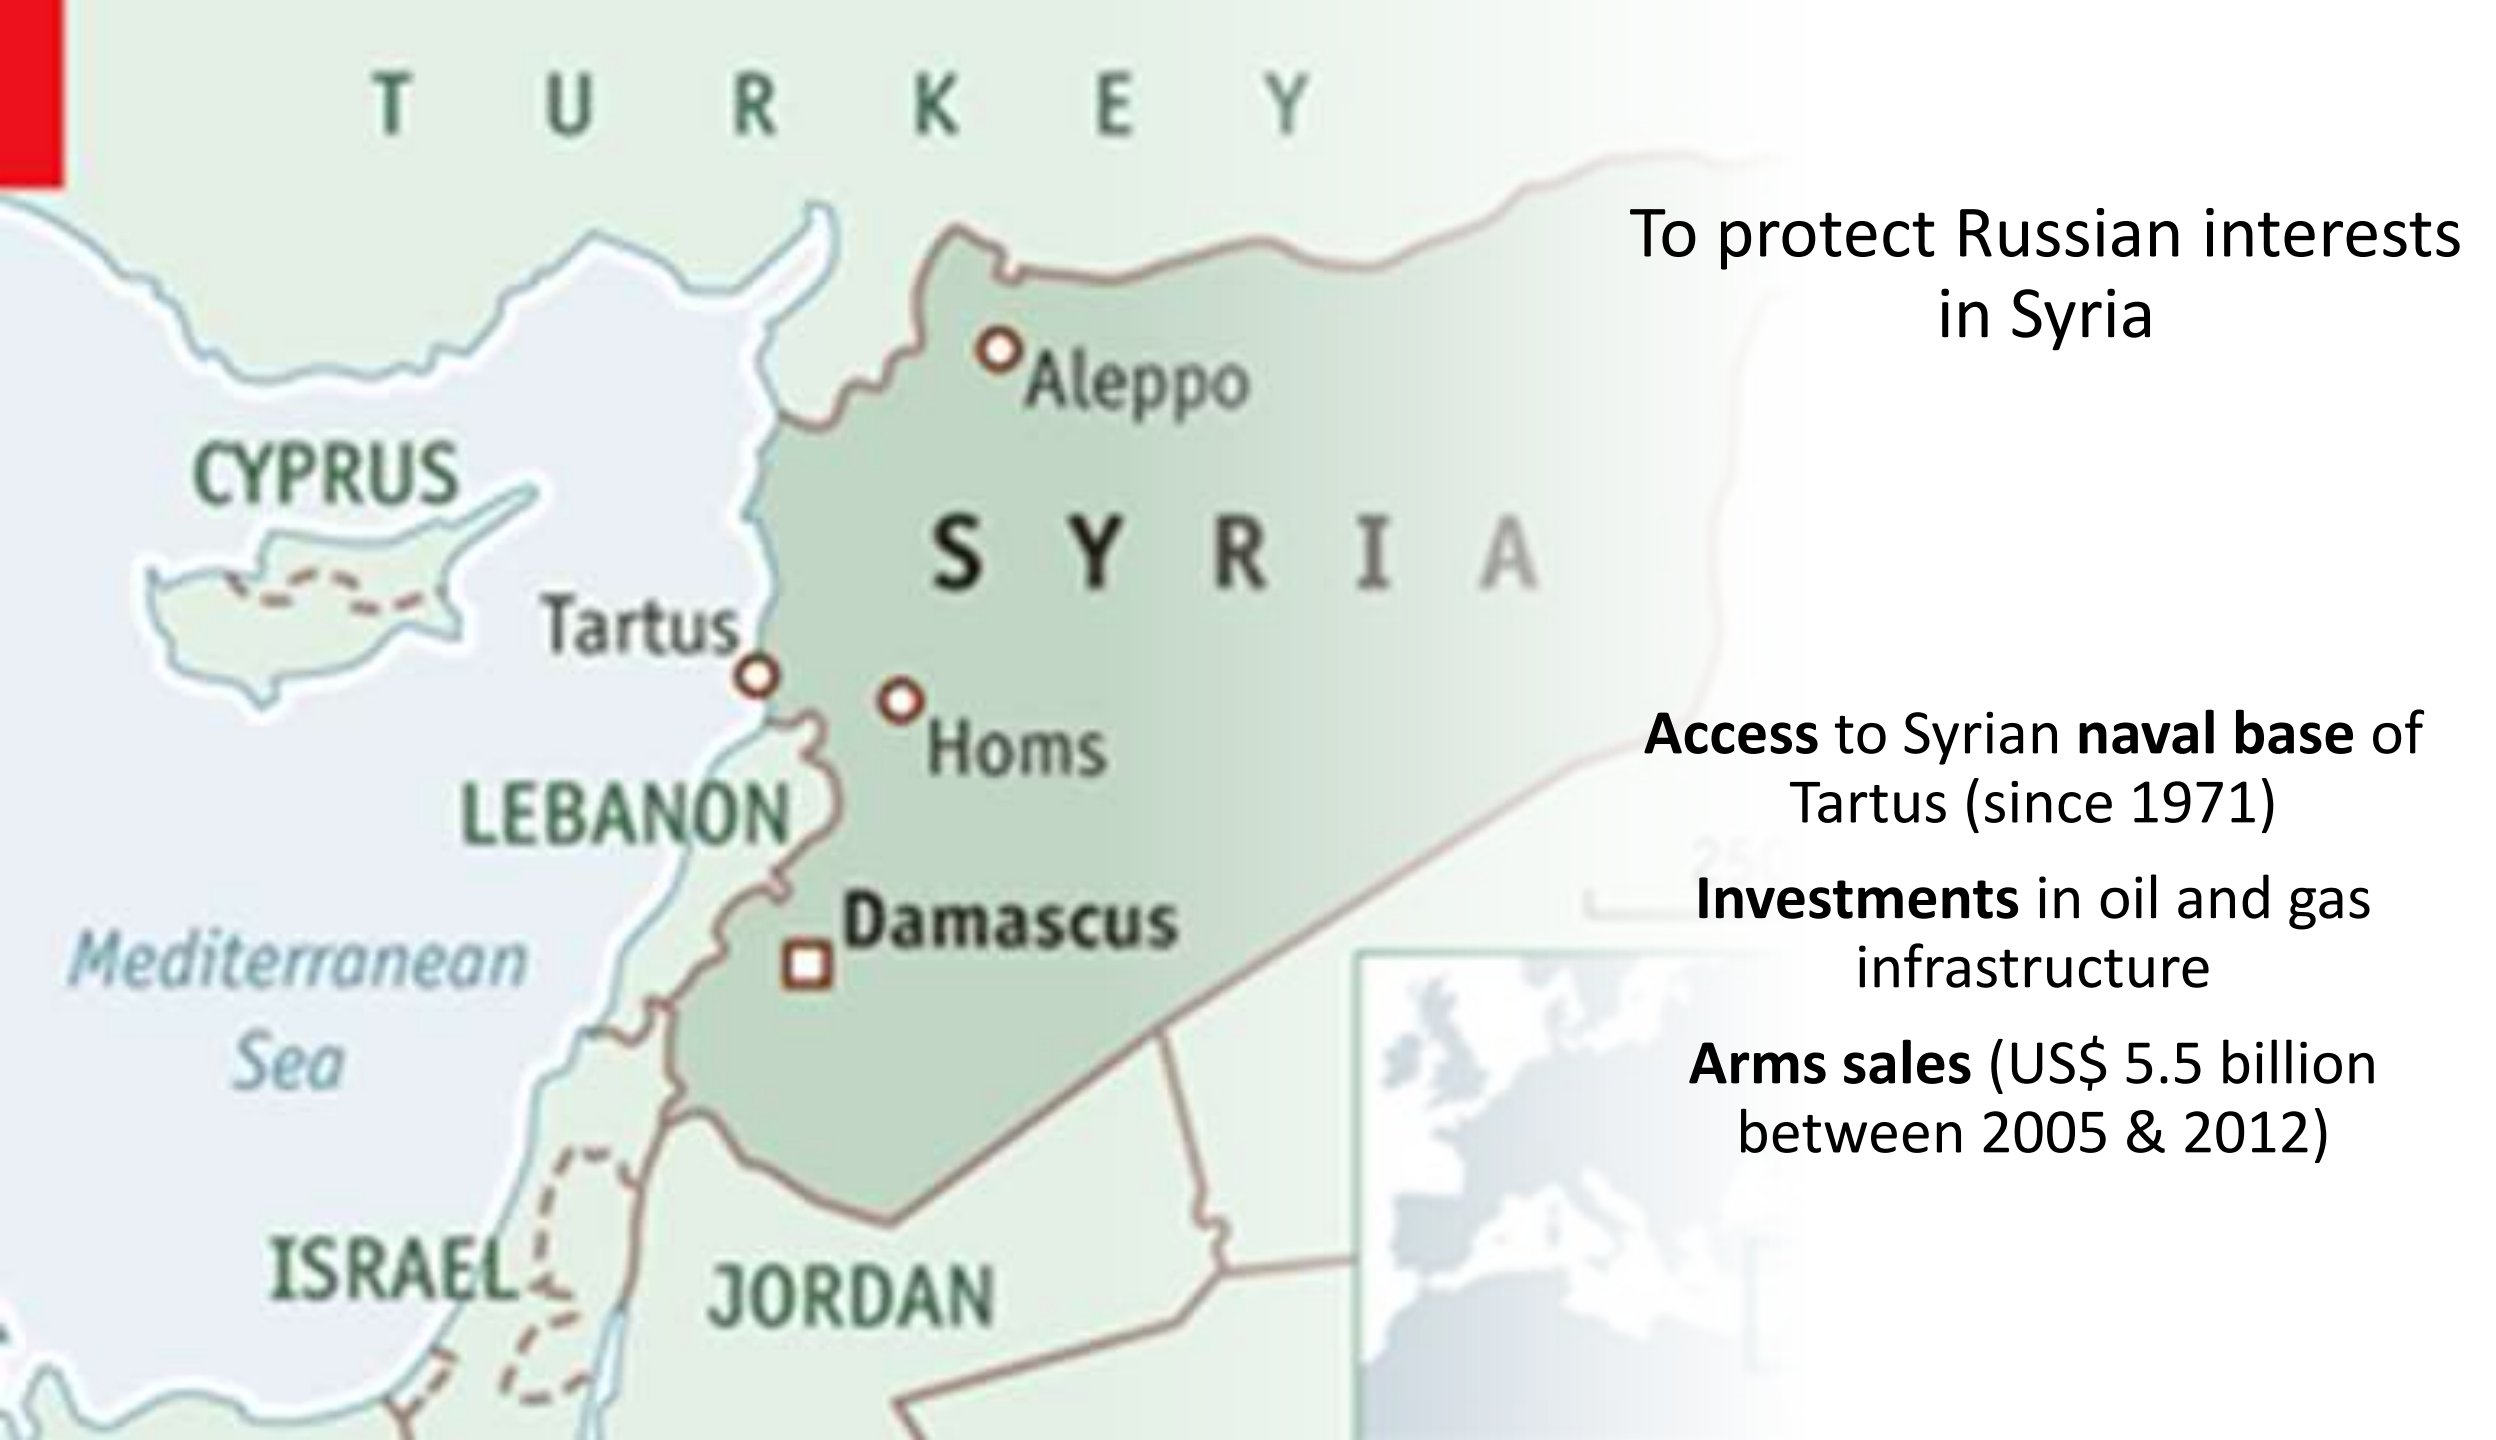 TURKEY
To protect Russian interests
in Syria
Aleppo
CYPRUS
SYRIA
Tartus
Homs
Access to Syrian naval base of
Tartus (since 1971)
LEBANON
Investments in oil and gas
infrastructure
Damascus
Mediterranean
Sea
Arms sales (US$ 5.5 billion
between 2005 & 2012)
ISRAEL
JORDAN